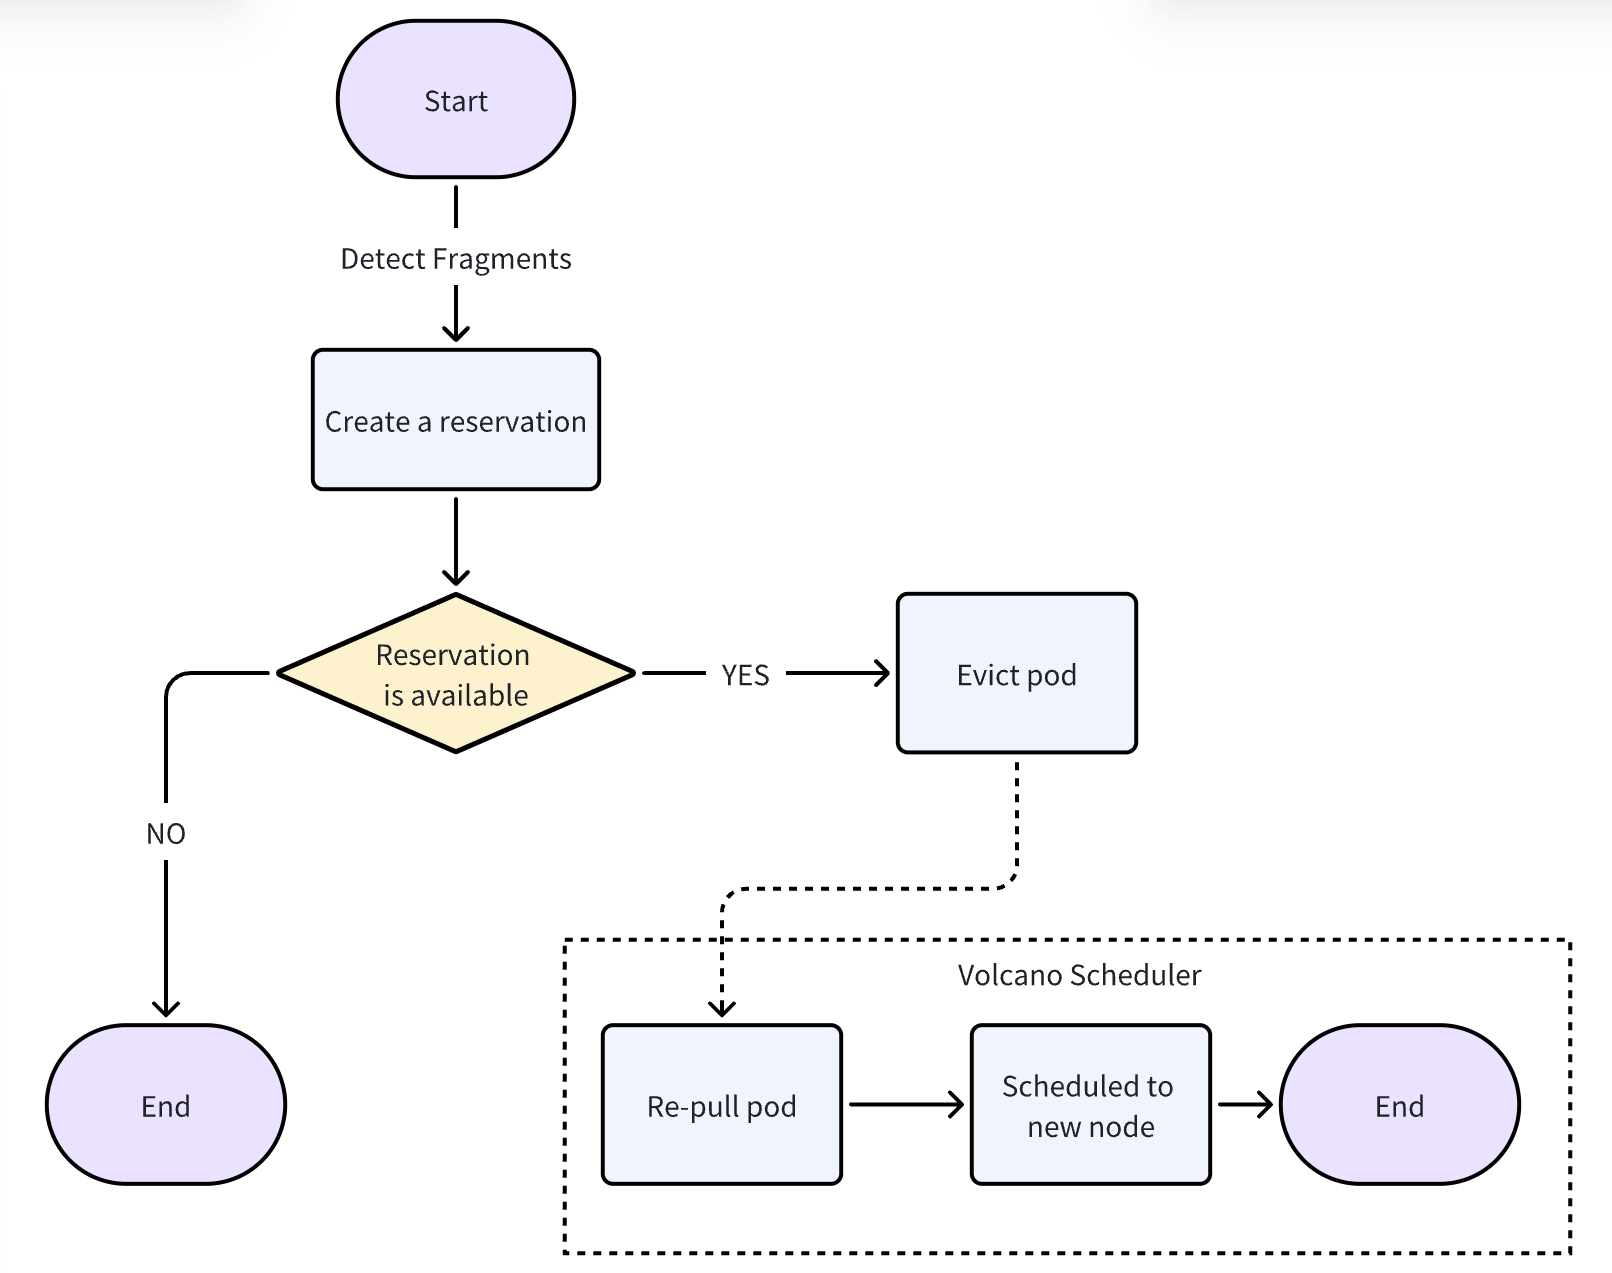 Start
Detect Fragments
Create a reservation
Reservation
is available
YES
Evict pod
NO
Volcano Scheduler
End
Re-pull pod
Scheduled to
new node
End